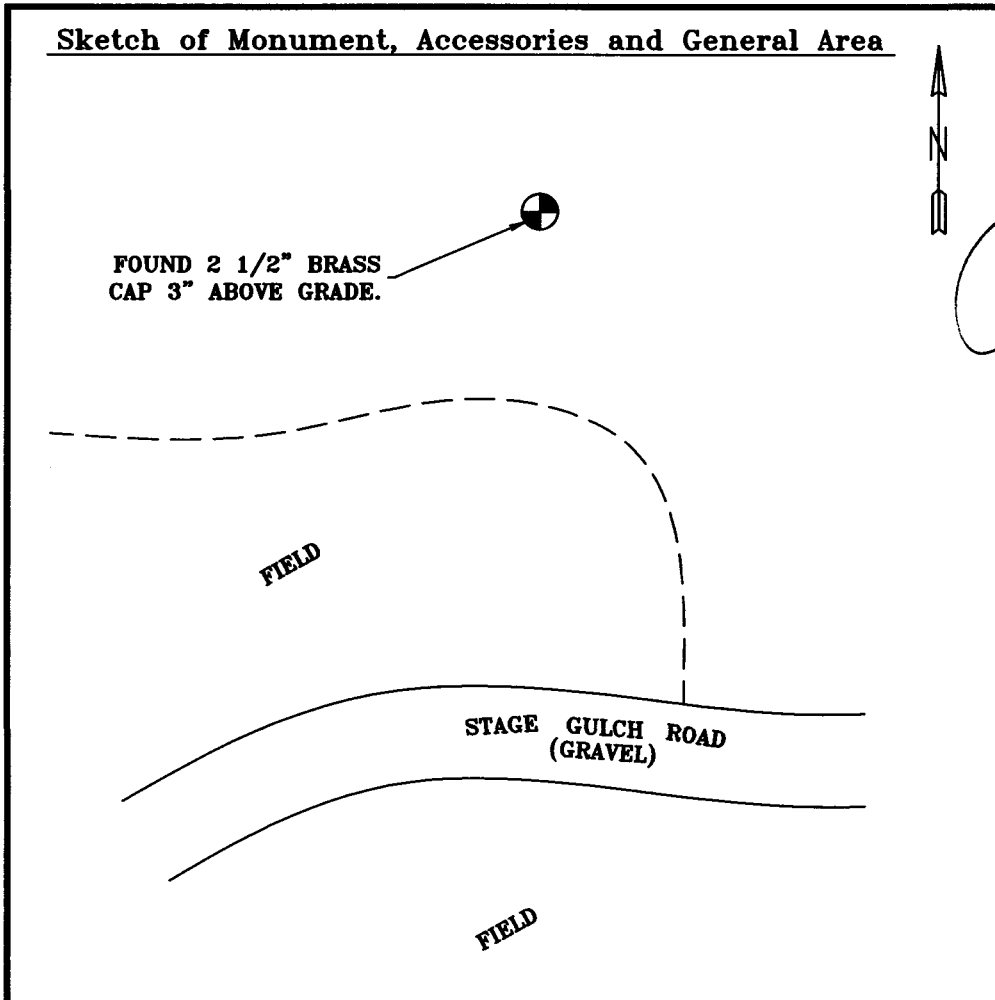 Sketch of Monument, Accessories and General Area
N
FOUND 2 1/2" BRASS
CAP 3" ABOVE GRADE.
FIELD
STAGE GULCH ROAD
(GRAVEL)
FIELD